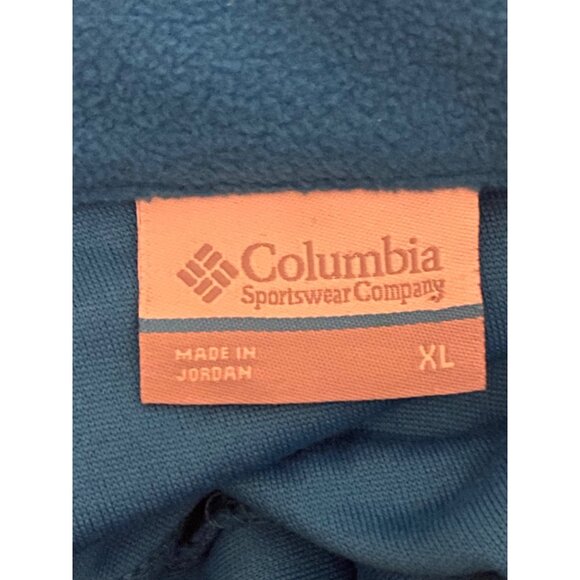 Columbia
Sportswear Company
MADE IN
JORDAN
XL